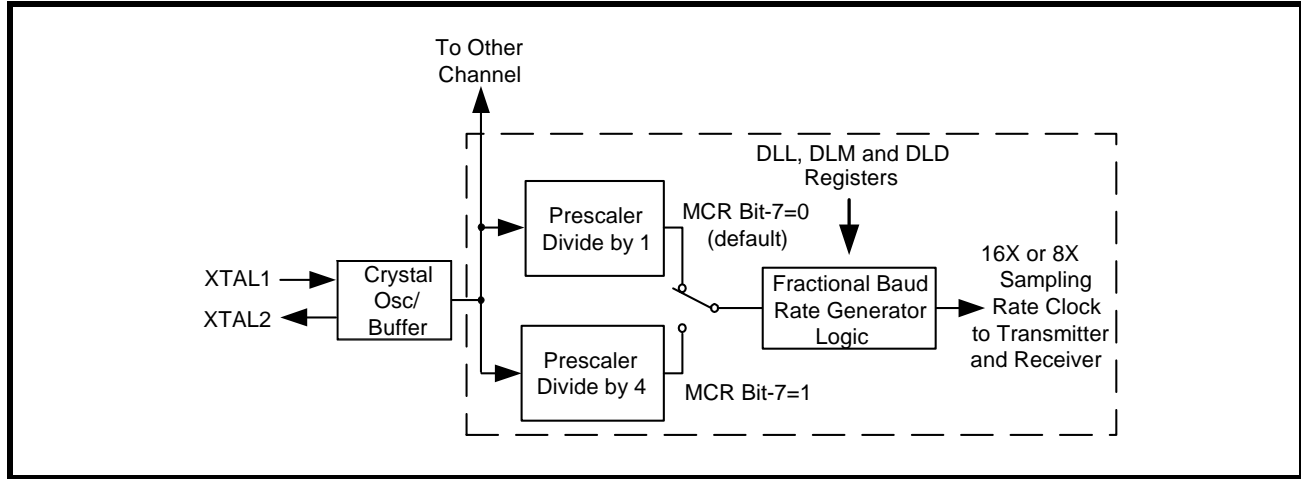 To Other
Channel
DLL, DLM and DLD
Registers
Prescaler
Divide by 1
MCR Bit-7=0
(default)
XTAL1
XTAL2
Crystal
Osc/
Buffer
Fractional Baud
Rate Generator
Logic
16X or 8X
Sampling
Rate Clock
to Transmitter
and Receiver
Prescaler
Divide by 4
MCR Bit-7=1